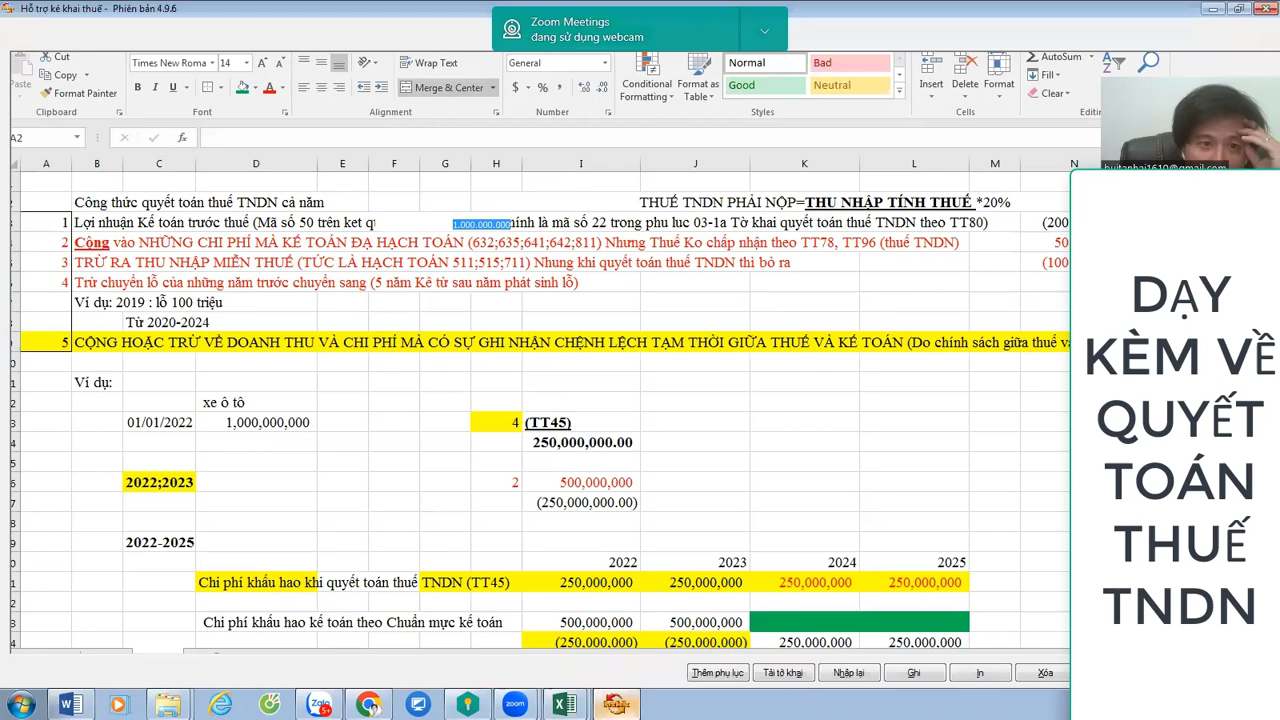 Hỗ trợ kê khai thuế - Phiên bản 4.9.6
Zoom Meetings
đang sử dụng webcam
Cut
Copy
Paste
Format Painter
Clipboard
Times New Roma
14
B I U
Font
Wrap Text
Merge & Center
Alignment
General
$ % ,
Number
Conditional Formatting
Format as Table
Normal
Bad
Good
Neutral
Styles
Insert
Delete
Format
Cells
AutoSum
Fill
Clear
A2
fx
A B C D E F G H I J K L M N
buitanhai1610@gmail.com
Công thức quyết toán thuế TNDN cả năm
THUẾ TNDN PHẢI NỘP=THU NHẬP TÍNH THUẾ *20%
1 Lợi nhuận Kế toán trước thuế (Mã số 50 trên ket q
1.000.000.000
ính là mã số 22 trong phu luc 03-1a Tờ khai quyết toán thuế TNDN theo TT80)
(200
2 Cộng vào NHỮNG CHI PHÍ MÀ KẾ TOÁN ĐẠ HẠCH TOÁN (632;635;641;642;811) Nhưng Thuế Ko chấp nhận theo TT78, TT96 (thuế TNDN)
50
3 TRỪ RA THU NHẬP MIỄN THUẾ (TỨC LÀ HẠCH TOÁN 511;515;711) Nhung khi quyết toán thuế TNDN thì bỏ ra
(100
4 Trừ chuyển lỗ của những năm trước chuyển sang (5 năm Kê từ sau năm phát sinh lỗ)
Ví dụ: 2019 : lỗ 100 triệu
Từ 2020-2024
5 CỘNG HOẶC TRỪ VỀ DOANH THU VÀ CHI PHÍ MÀ CÓ SỰ GHI NHẬN CHÊNH LỆCH TẠM THỜI GIỮA THUẾ VÀ KẾ TOÁN (Do chính sách giữa thuế và
Ví dụ:
xe ô tô
01/01/2022 1,000,000,000 4 (TT45)
250,000,000.00
2022;2023 2 500,000,000
(250,000,000.00)
2022-2025
2022 2023 2024 2025
Chi phí khấu hao khi quyết toán thuế TNDN (TT45) 250,000,000 250,000,000 250,000,000 250,000,000
Chi phí khấu hao kế toán theo Chuẩn mực kế toán 500,000,000 500,000,000
(250,000,000) (250,000,000) 250,000,000 250,000,000
Thêm phụ lục
Tải tờ khai
Nhập lại
Ghi
In
Xóa
DẠY
KÈM VỀ
QUYẾT
TOÁN
THUẾ
TNDN
Zalo
5+
zoom